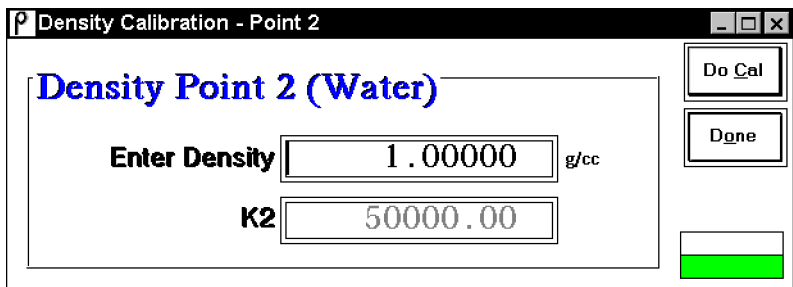 ρ Density Calibration - Point 2
Do Cal
Density Point 2 (Water)
Done
Enter Density 1.00000 g/cc
K2 50000.00